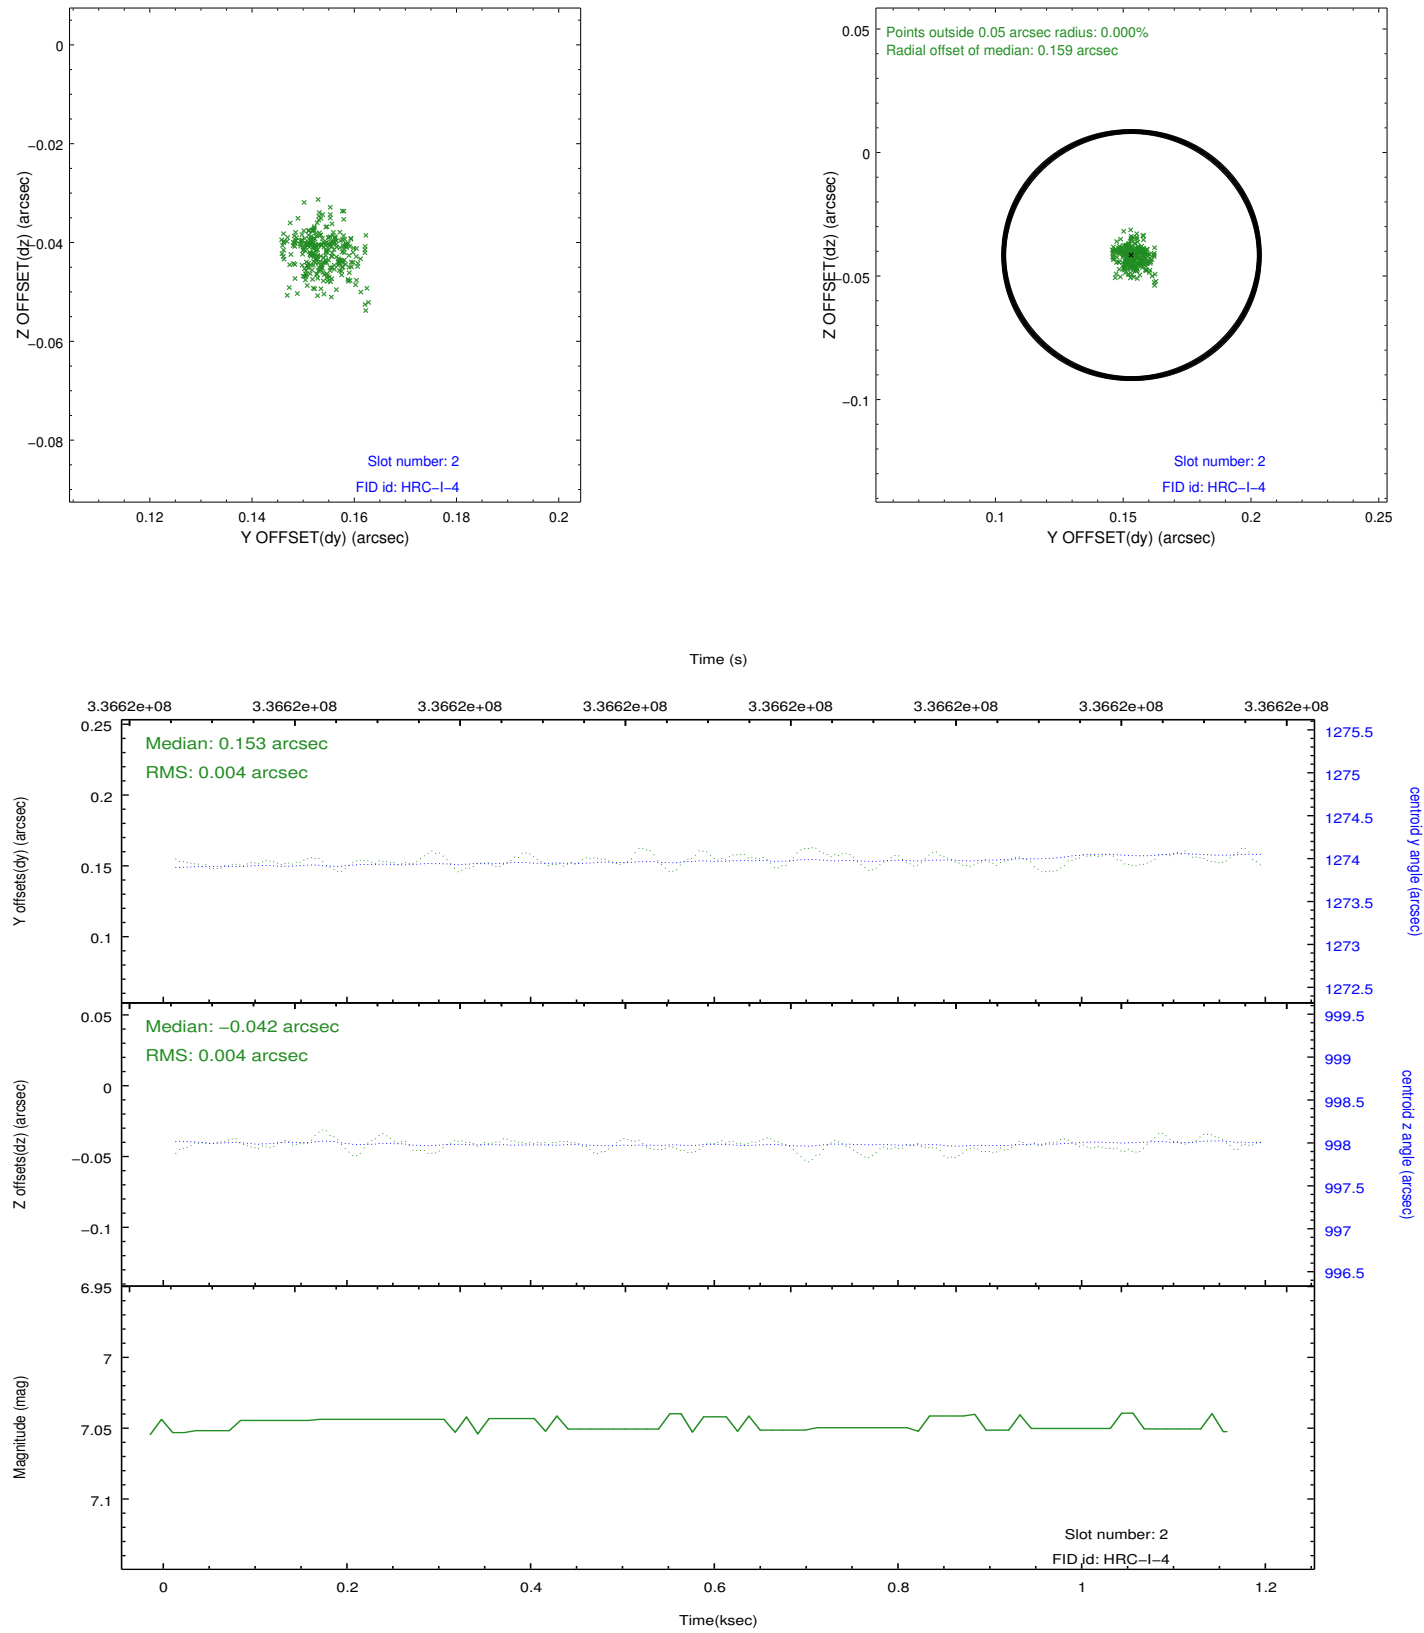 0
−0.02
−0.04
−0.06
−0.08
Z OFFSET(dz) (arcsec)
Slot number: 2
FID id: HRC−I−4
0.12 0.14 0.16 0.18 0.2
Y OFFSET(dy) (arcsec)
Points outside 0.05 arcsec radius: 0.000%
Radial offset of median: 0.159 arcsec
0.05
0
−0.05
−0.1
Z OFFSET(dz) (arcsec)
Slot number: 2
FID id: HRC−I−4
0.1 0.15 0.2 0.25
Y OFFSET(dy) (arcsec)
Time (s)
3.3662e+08 3.3662e+08 3.3662e+08 3.3662e+08 3.3662e+08 3.3662e+08 3.3662e+08 3.3662e+08
Median: 0.153 arcsec
RMS: 0.004 arcsec
0.25
0.2
0.15
0.1
Y offsets(dy) (arcsec)
1275.5
1275
1274.5
1274
1273.5
1273
1272.5
centroid y angle (arcsec)
Median: −0.042 arcsec
RMS: 0.004 arcsec
0.05
0
−0.05
−0.1
Z offsets(dz) (arcsec)
999.5
999
998.5
998
997.5
997
996.5
centroid z angle (arcsec)
6.95
7
7.05
7.1
Magnitude (mag)
Slot number: 2
FID id: HRC−I−4
0 0.2 0.4 0.6 0.8 1 1.2
Time(ksec)